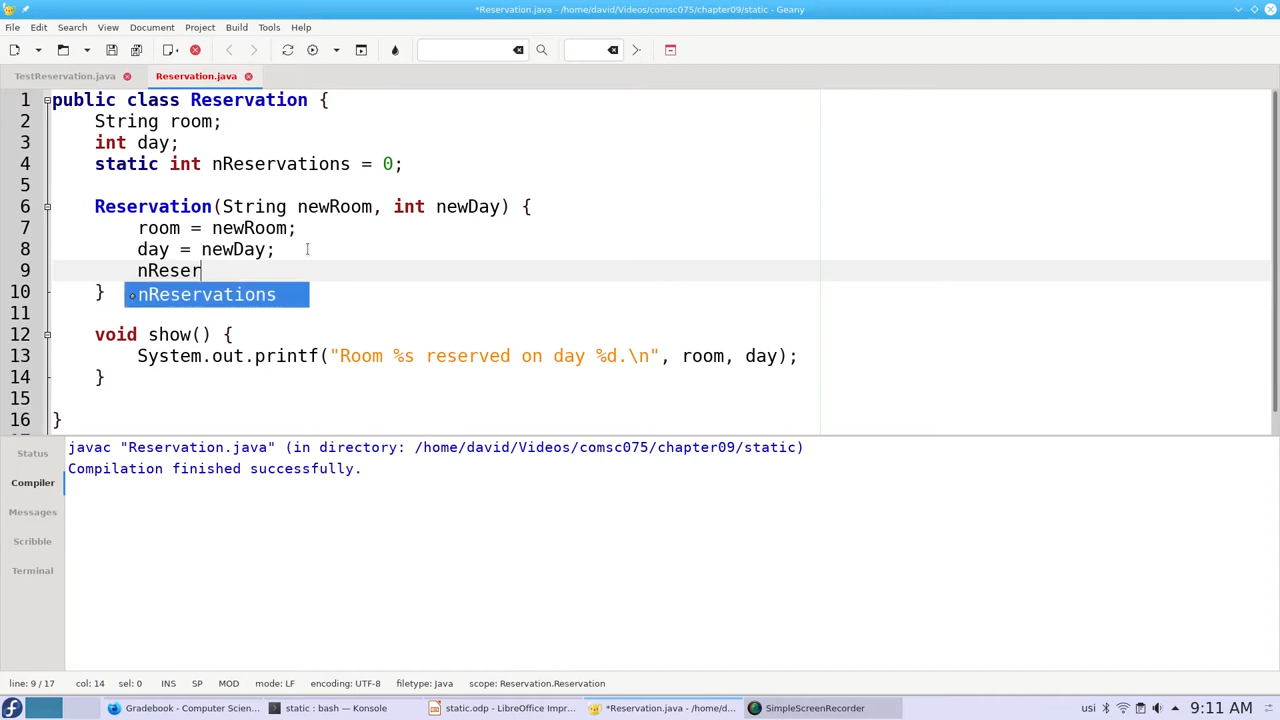 *Reservation.java - /home/david/Videos/comsc075/chapter09/static - Geany
File Edit Search View Document Project Build Tools Help
TestReservation.java Reservation.java
1 public class Reservation {
2 String room;
3 int day;
4 static int nReservations = 0;
5
6 Reservation(String newRoom, int newDay) {
7 room = newRoom;
8 day = newDay;
9 nReser
10 } nReservations
11
12 void show() {
13 System.out.printf("Room %s reserved on day %d.\n", room, day);
14 }
15
16 }
Status
Compiler
Messages
Scribble
Terminal
javac "Reservation.java" (in directory: /home/david/Videos/comsc075/chapter09/static)
Compilation finished successfully.
line: 9 / 17 col: 14 sel: 0 INS SP MOD mode: LF encoding: UTF-8 filetype: Java scope: Reservation.Reservation
Gradebook - Computer Scien... static : bash — Konsole static.odp - LibreOffice Impr... *Reservation.java - /home/d... SimpleScreenRecorder usi 9:11 AM